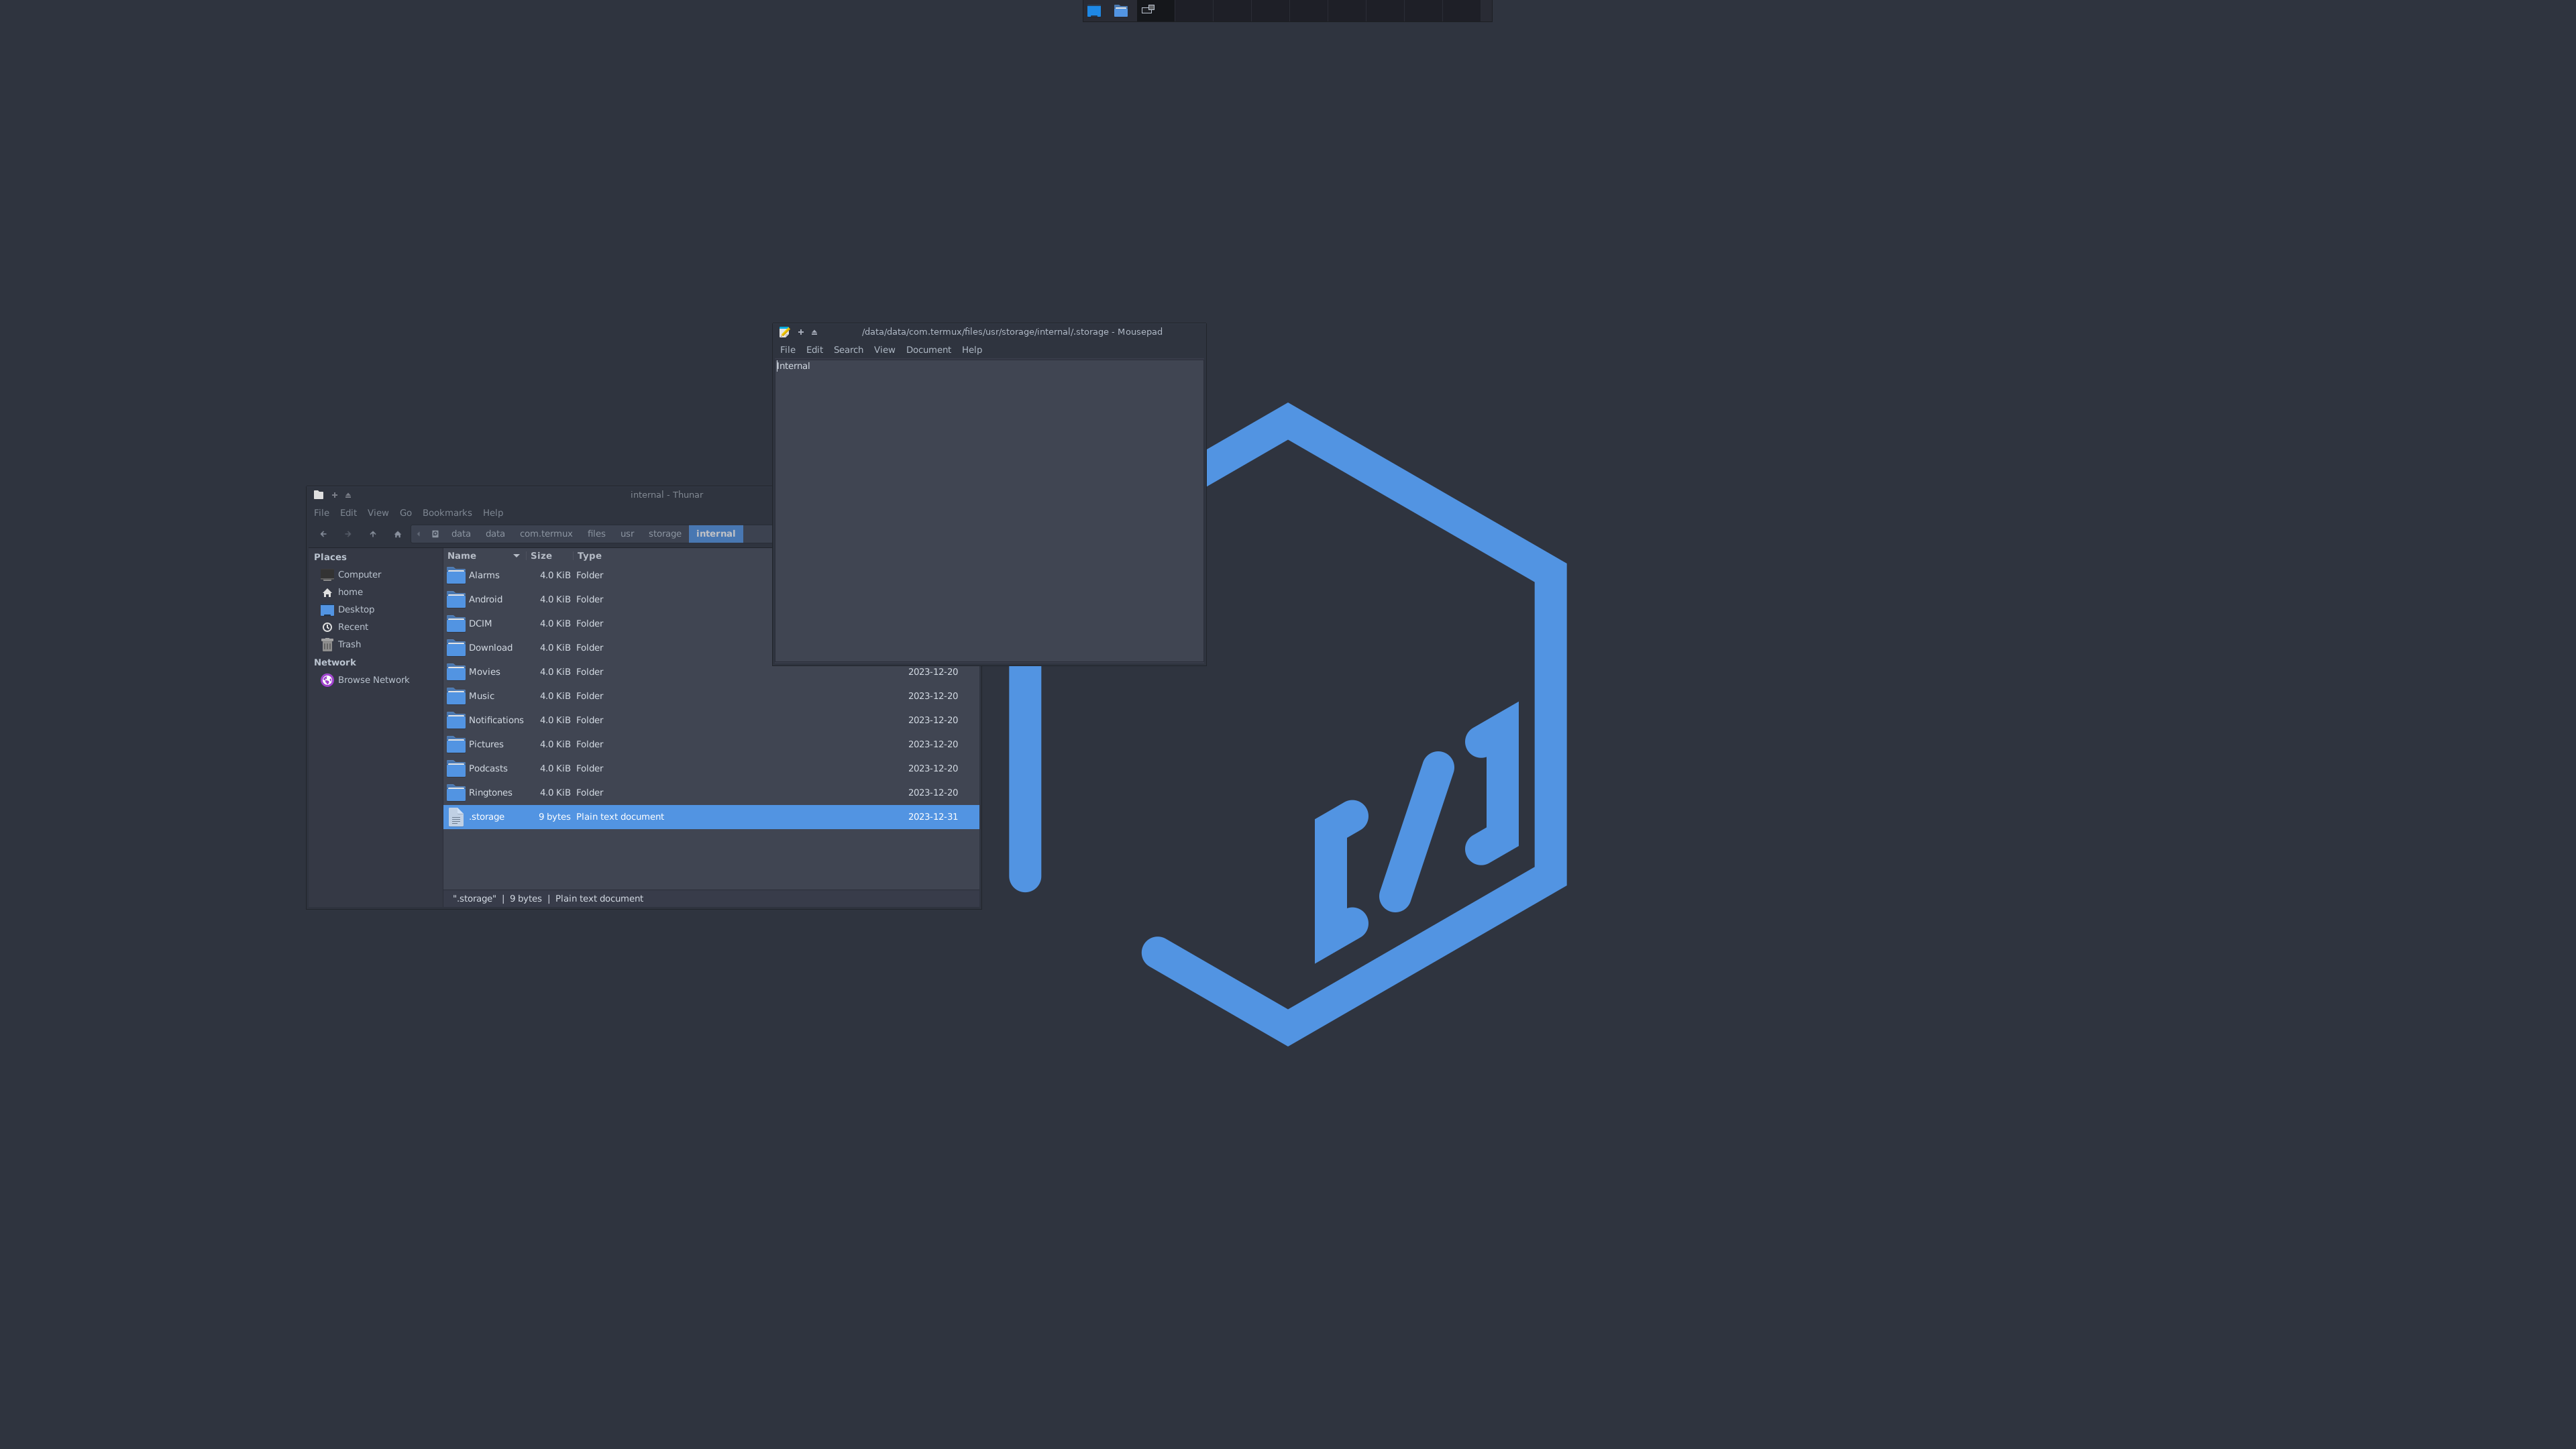 /data/data/com.termux/files/usr/storage/internal/.storage - Mousepad
File Edit Search View Document Help
Internal
internal - Thunar
File Edit View Go Bookmarks Help
data data com.termux files usr storage internal
Places
Computer
home
Desktop
Recent
Trash
Network
Browse Network
Name Size Type
Alarms 4.0 KiB Folder
Android 4.0 KiB Folder
DCIM 4.0 KiB Folder
Download 4.0 KiB Folder
Movies 4.0 KiB Folder 2023-12-20
Music 4.0 KiB Folder 2023-12-20
Notifications 4.0 KiB Folder 2023-12-20
Pictures 4.0 KiB Folder 2023-12-20
Podcasts 4.0 KiB Folder 2023-12-20
Ringtones 4.0 KiB Folder 2023-12-20
.storage 9 bytes Plain text document 2023-12-31
".storage" | 9 bytes | Plain text document